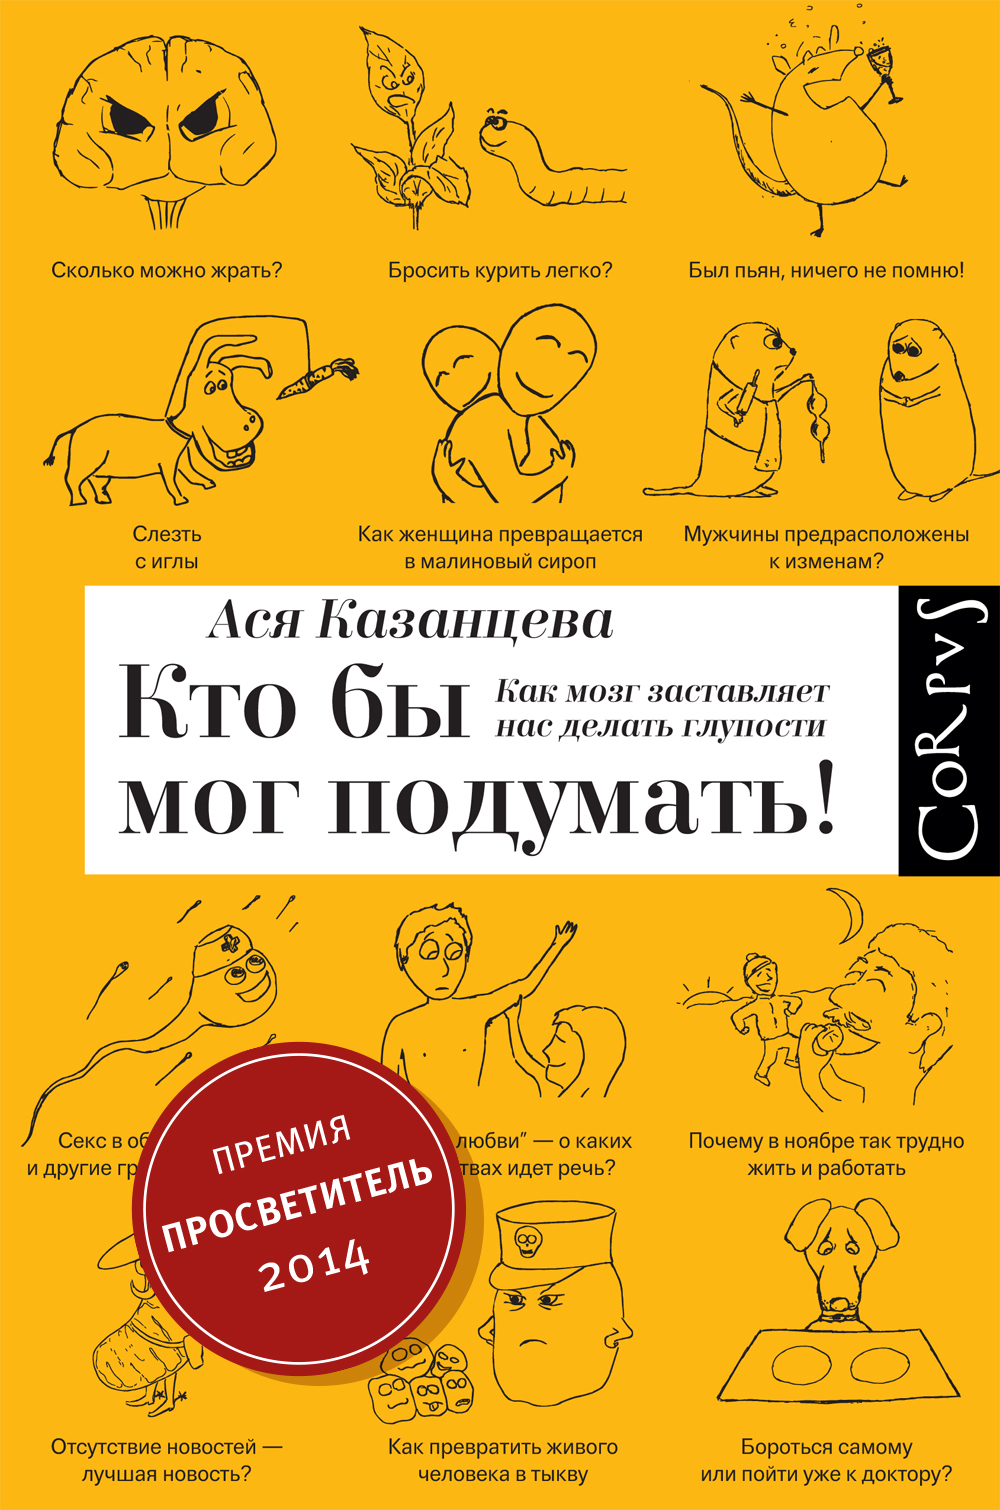 Сколько можно жрать?
Бросить курить легко?
Был пьян, ничего не помню!
Слезть
с иглы
Как женщина превращается
в малиновый сироп
Мужчины предрасположены
к изменам?
Ася Казанцева
Кто бы
Как мозг заставляет
нас делать глупости
мог подумать!
CORPVS
Секс в
и другие
любви” — о каких
идет речь?
Почему в ноябре так трудно
жить и работать
ПРЕМИЯ
ПРОСВЕТИТЕЛЬ
2014
Отсутствие новостей —
лучшая новость?
Как превратить живого
человека в тыкву
Бороться самому
или пойти уже к доктору?